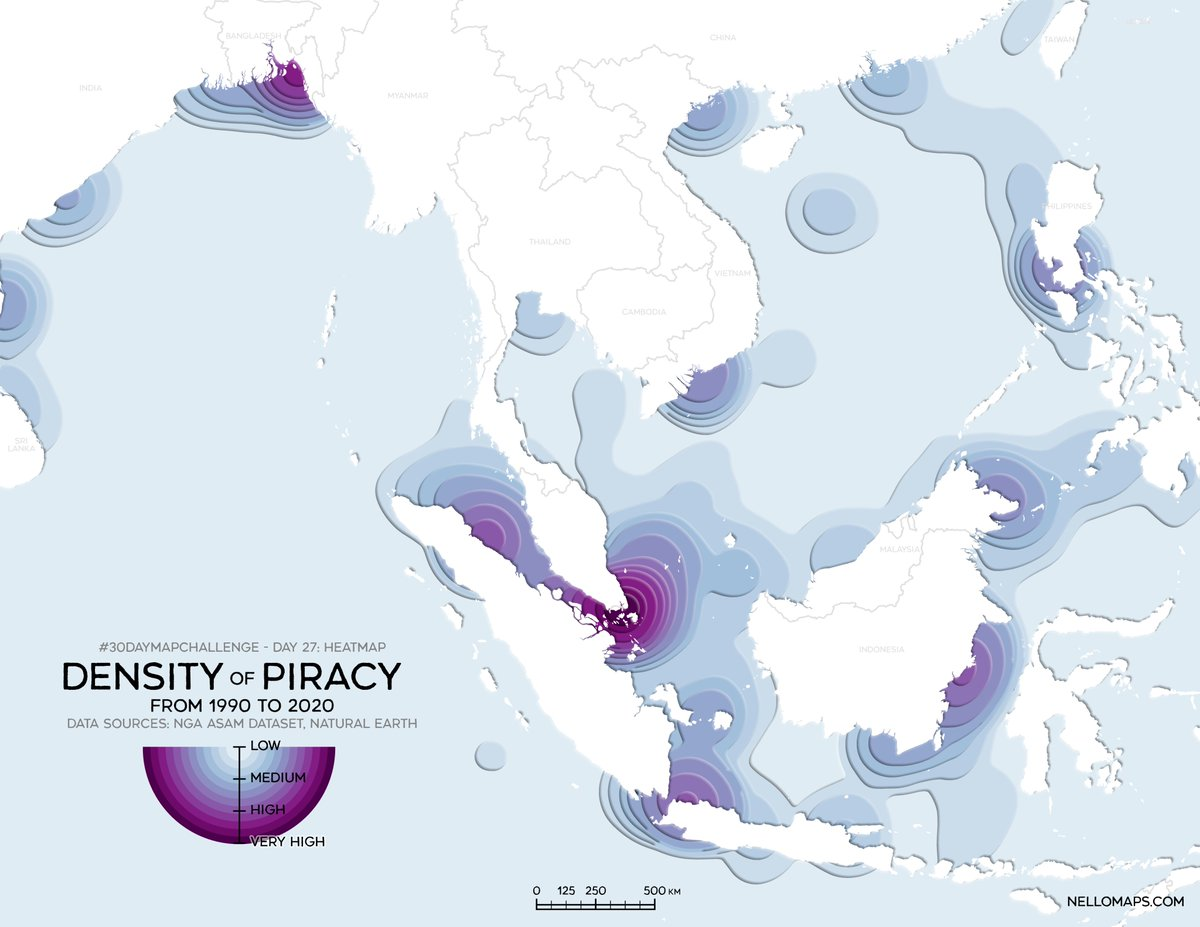 BANGLADESH
CHINA
TAIWAN
INDIA
MYANMAR
PHILIPPINES
THAILAND
VIETNAM
CAMBODIA
SRI
LANKA
MALAYSIA
INDONESIA
#30DAYMAPCHALLENGE - DAY 27: HEATMAP
DENSITY OF PIRACY
FROM 1990 TO 2020
DATA SOURCES: NGA ASAM DATASET, NATURAL EARTH
LOW
MEDIUM
HIGH
VERY HIGH
0 125 250 500 KM
NELLOMAPS.COM